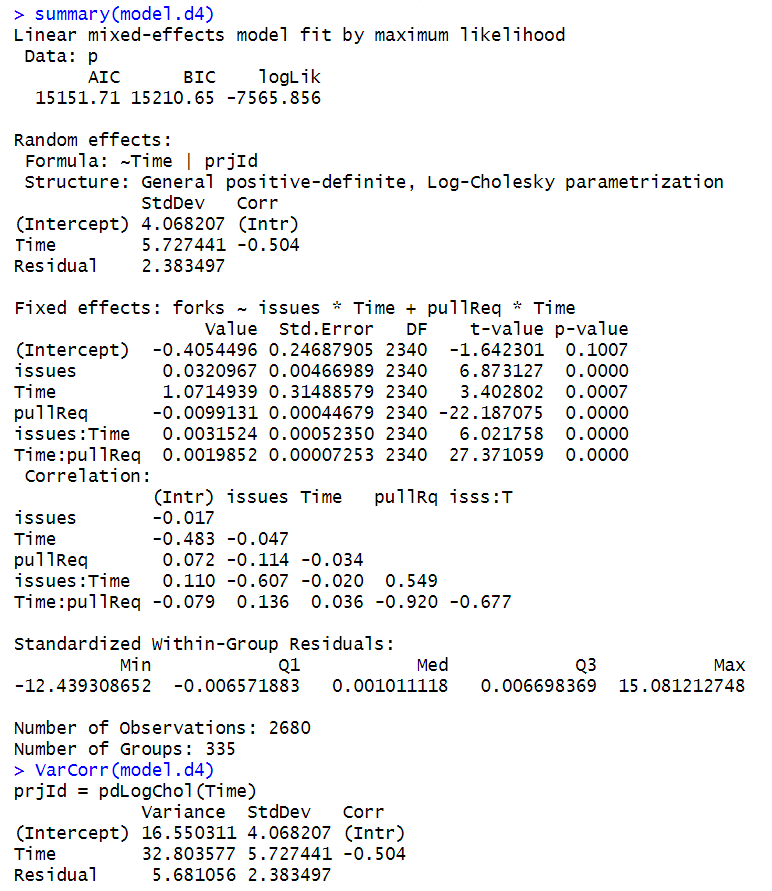 > summary(model.d4)
Linear mixed-effects model fit by maximum likelihood
 Data: p
       AIC      BIC    logLik
  15151.71 15210.65 -7565.856

Random effects:
 Formula: ~Time | prjId
 Structure: General positive-definite, Log-Cholesky parametrization
            StdDev   Corr
(Intercept) 4.068207 (Intr)
Time        5.727441 -0.504
Residual    2.383497

Fixed effects: forks ~ issues * Time + pullReq * Time
                  Value  Std.Error   DF    t-value p-value
(Intercept)  -0.4054496 0.24687905 2340  -1.642301  0.1007
issues        0.0320967 0.00466989 2340   6.873127  0.0000
Time          1.0714939 0.31488579 2340   3.402802  0.0007
pullReq      -0.0099131 0.00044679 2340 -22.187075  0.0000
issues:Time   0.0031524 0.00052350 2340   6.021758  0.0000
Time:pullReq  0.0019852 0.00007253 2340  27.371059  0.0000
 Correlation:
             (Intr) issues Time   pullRq isss:T
issues       -0.017
Time         -0.483 -0.047
pullReq       0.072 -0.114 -0.034
issues:Time   0.110 -0.607 -0.020  0.549
Time:pullReq -0.079  0.136  0.036 -0.920 -0.677

Standardized Within-Group Residuals:
          Min            Q1           Med            Q3           Max
-12.439308652  -0.006571883   0.001011118   0.006698369  15.081212748

Number of Observations: 2680
Number of Groups: 335
> VarCorr(model.d4)
prjId = pdLogChol(Time)
            Variance  StdDev   Corr
(Intercept) 16.550311 4.068207 (Intr)
Time        32.803577 5.727441 -0.504
Residual     5.681056 2.383497